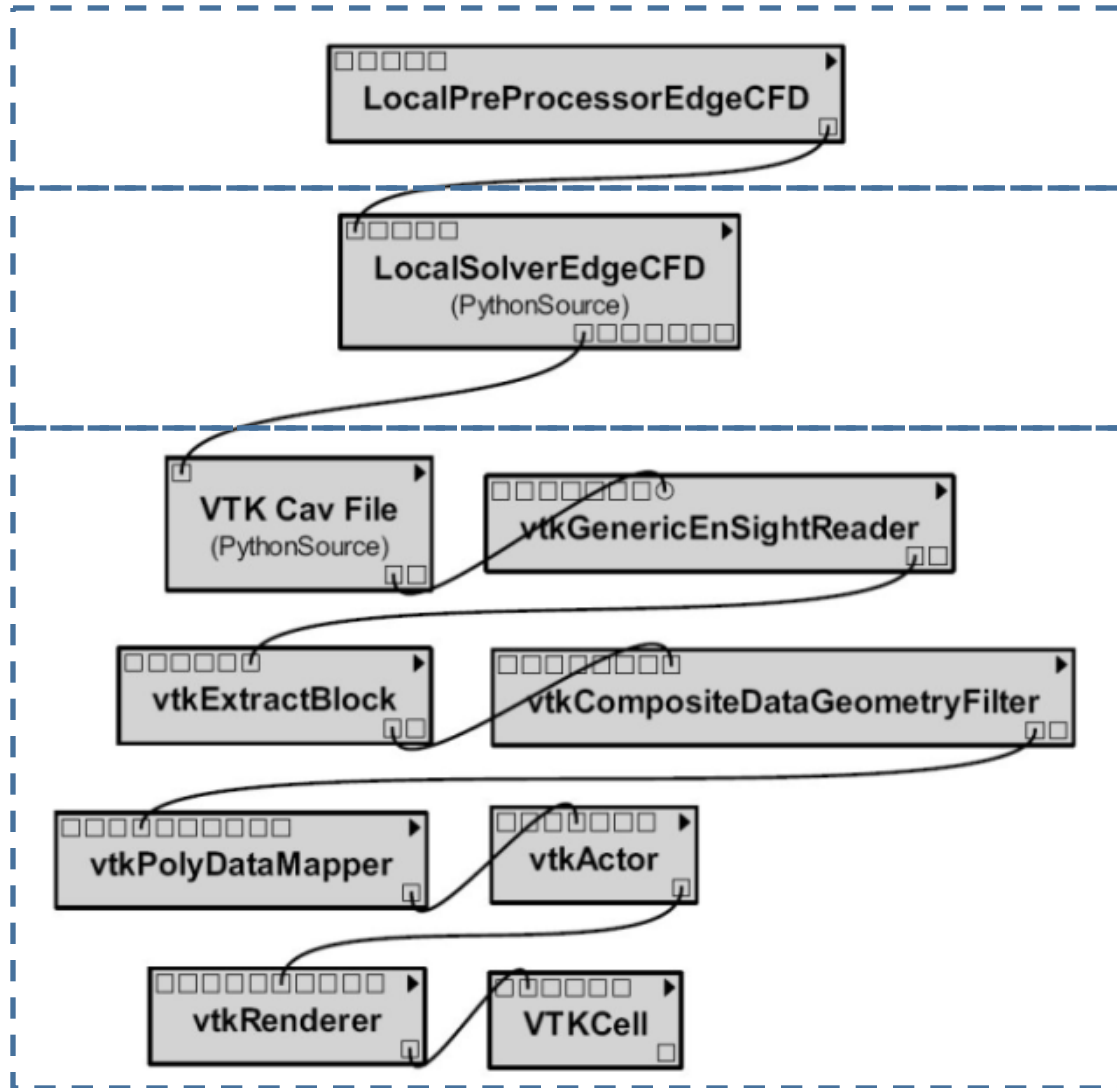 LocalPreProcessorEdgeCFD
LocalSolverEdgeCFD
(PythonSource)
VTK Cav File
(PythonSource)
vtkGenericEnSightReader
vtkExtractBlock
vtkCompositeDataGeometryFilter
vtkPolyDataMapper
vtkActor
vtkRenderer
VTKCell